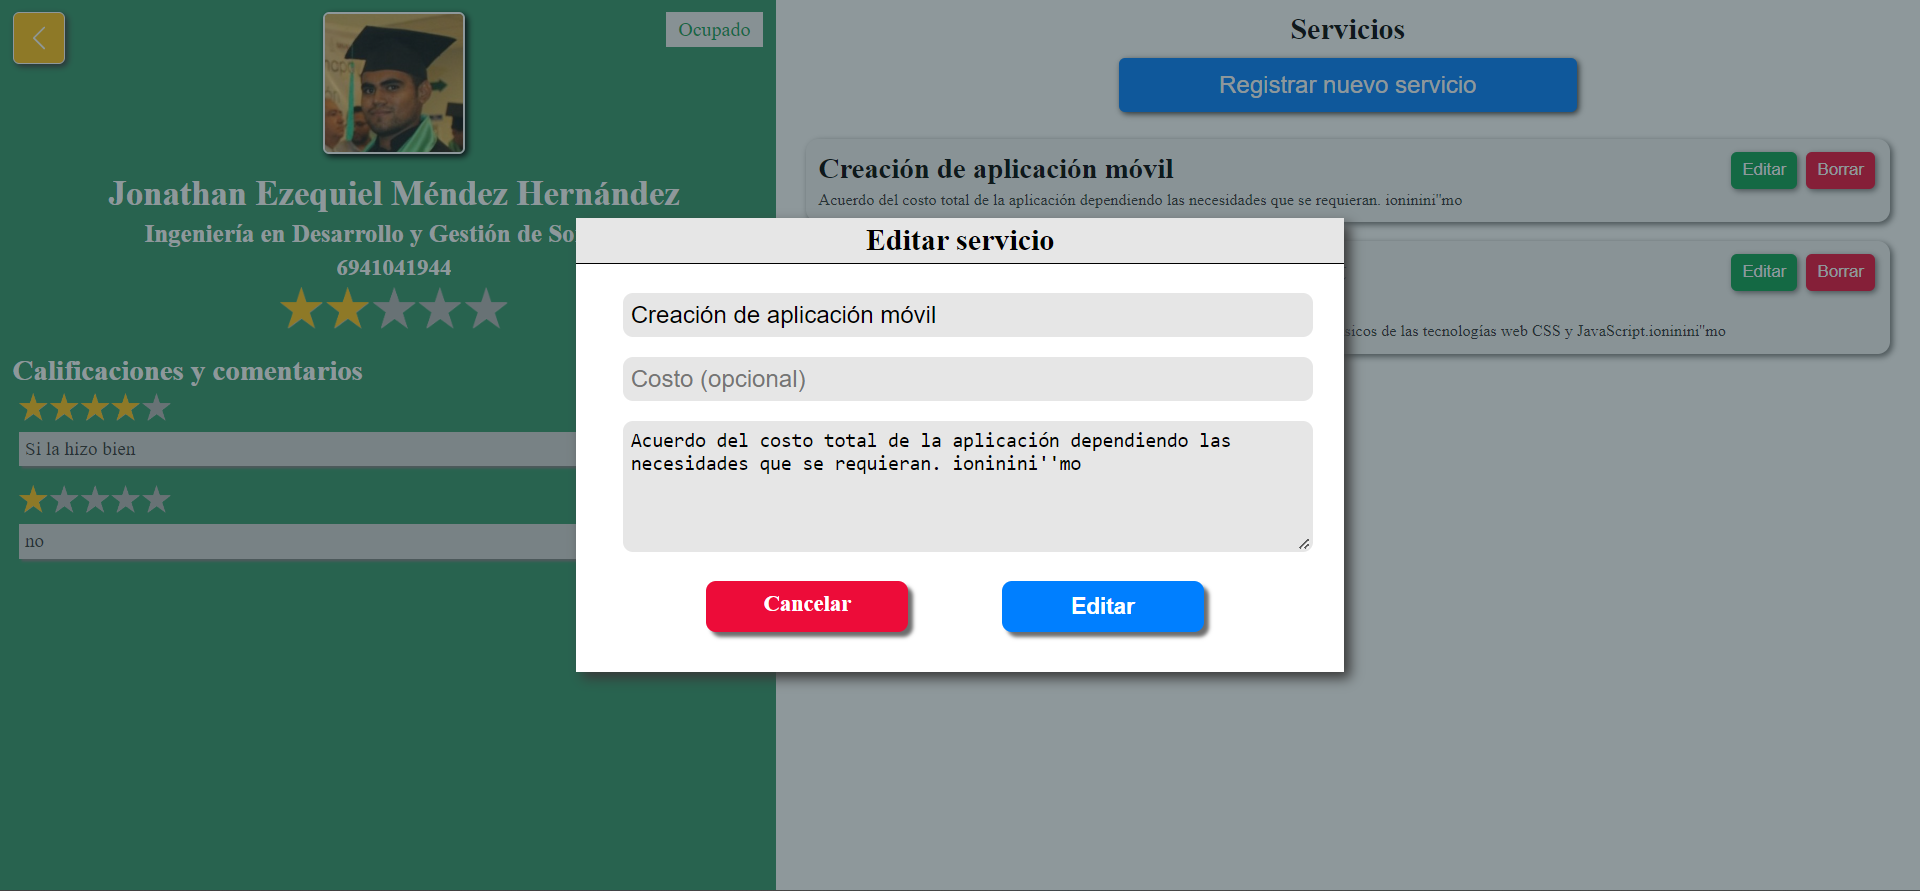 Ocupado
Jonathan Ezequiel Méndez Hernández
Ingeniería en Desarrollo y Gestión de
6941041944
Calificaciones y comentarios
Si la hizo bien
no
Servicios
Registrar nuevo servicio
Creación de aplicación móvil
Editar
Borrar
Acuerdo del costo total de la aplicación dependiendo las necesidades que se requieran. ioninini''mo
Editar
Borrar
de las tecnologías web CSS y JavaScript.ioninini''mo
Editar servicio
Creación de aplicación móvil
Costo (opcional)
Acuerdo del costo total de la aplicación dependiendo las
necesidades que se requieran. ioninini''mo
Cancelar
Editar